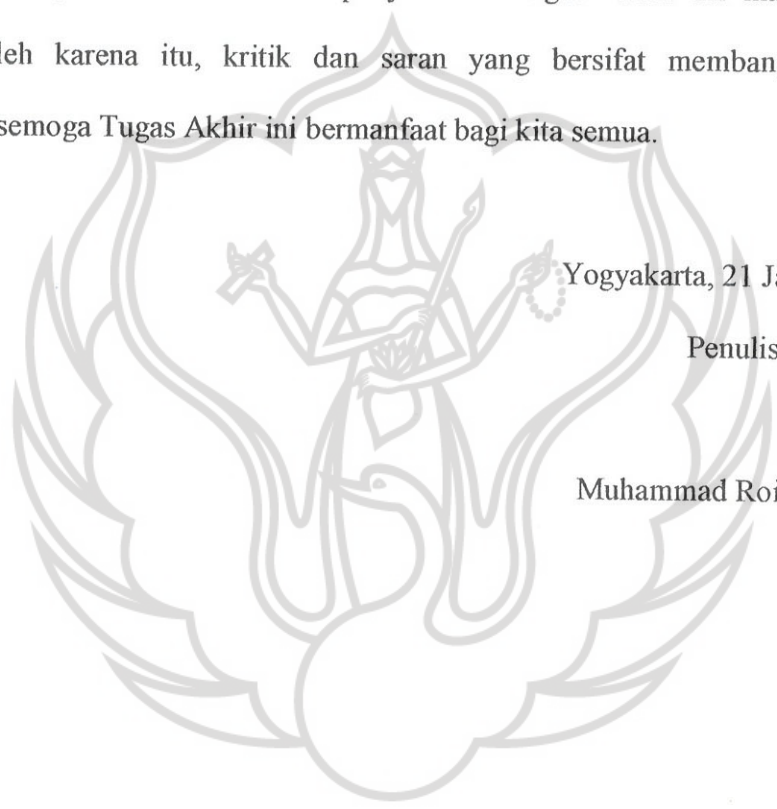 leh karena itu, kritik dan saran yang bersifat memban
semoga Tugas Akhir ini bermanfaat bagi kita semua.
Yogyakarta, 21 Ja
Penulis
Muhammad Roi